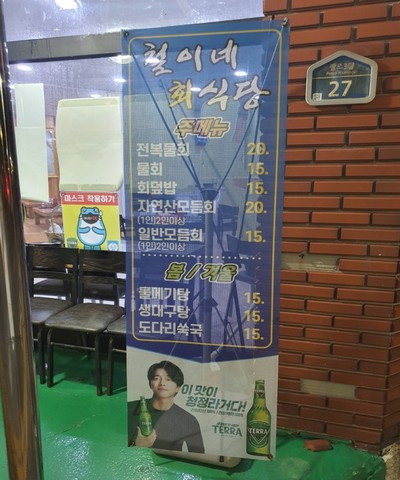 철이네
회식당
주메뉴
전복물회 20.
물회 15.
회덮밥 15.
자연산모듬회 20.
(1인)2인이상
일반모듬회 15.
(1인)2인이상
봄/겨울
물메기탕 15.
생대구탕 15.
도다리쑥국 15.
이 맛이
청정라거다!
TERRA
TERRA
마스크 착용하기
27